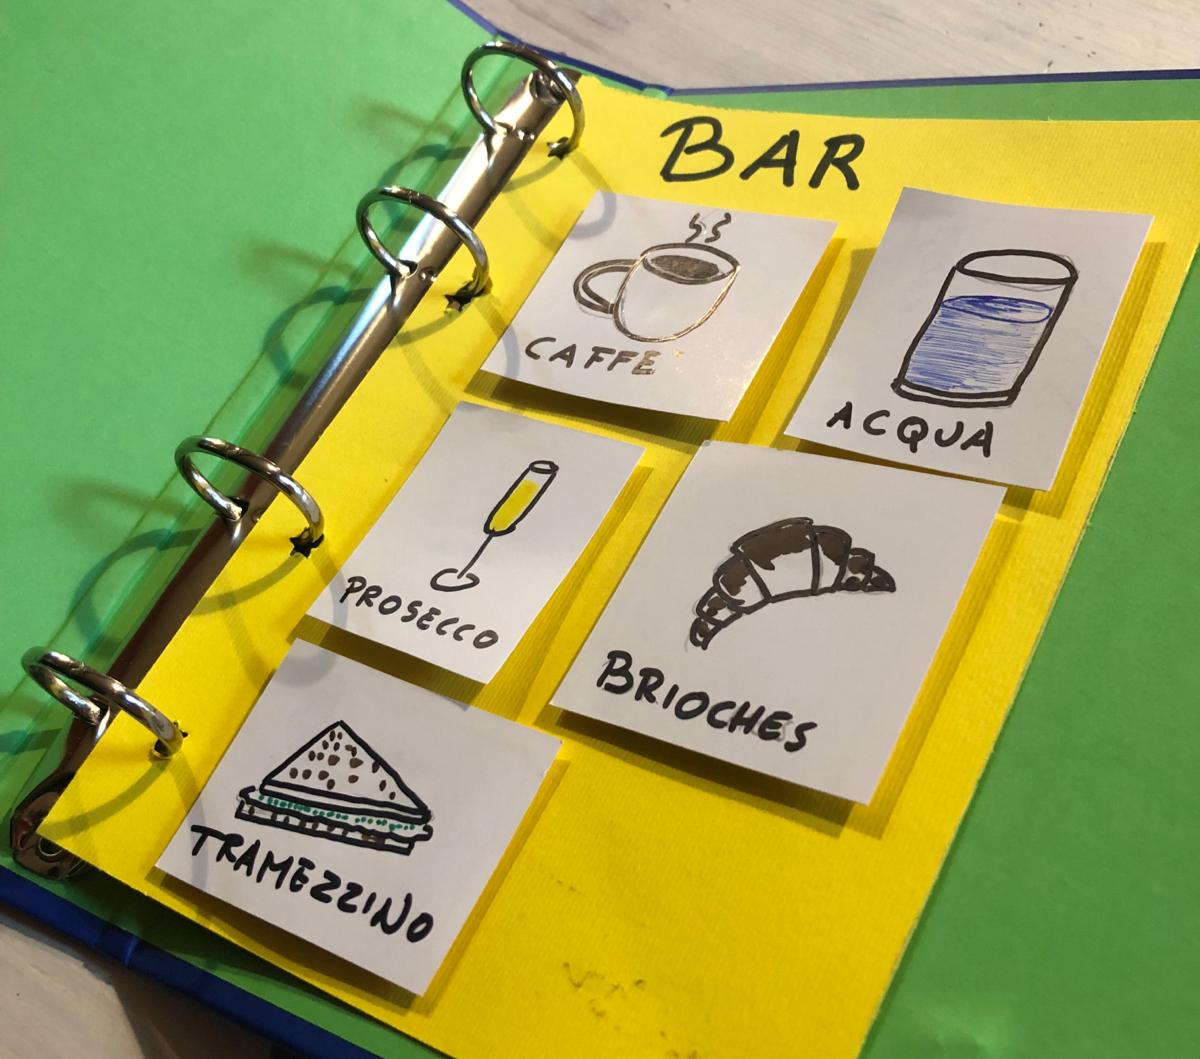 BAR
CAFFE'
ACQUA
PROSECCO
BRIOCHES
TRAMEZZINO